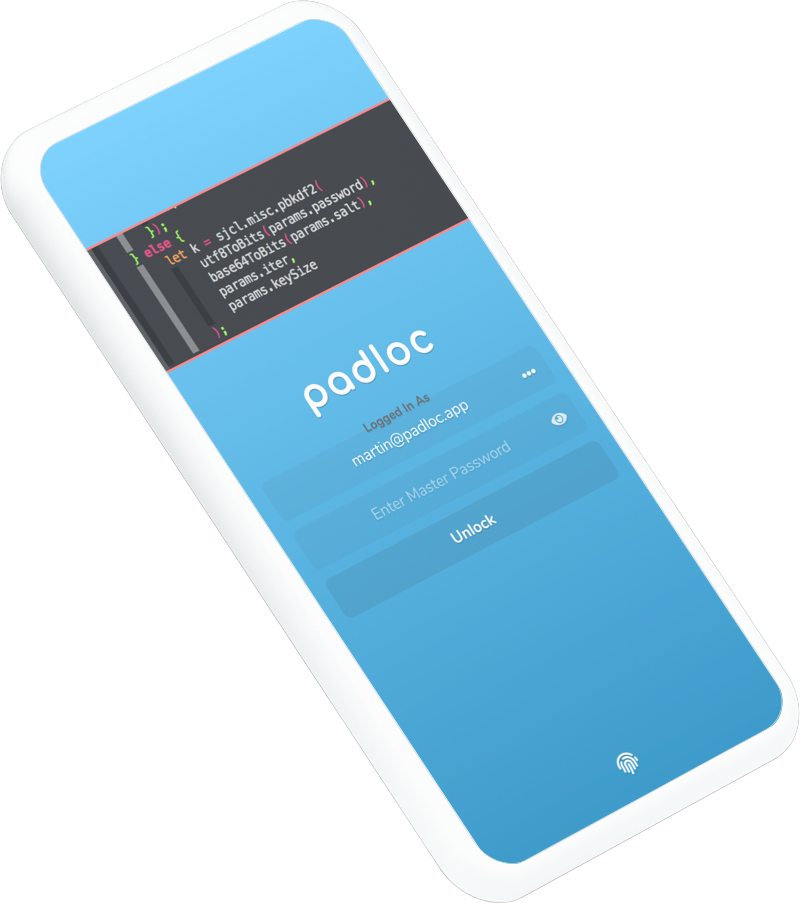 });
} else {
let k = sjcl.misc.pbkdf2(
utf8ToBits(params.password),
base64ToBits(params.salt),
params.iter,
params.keySize
);
padloc
Logged In As
martin@padloc.app
Enter Master Password
Unlock